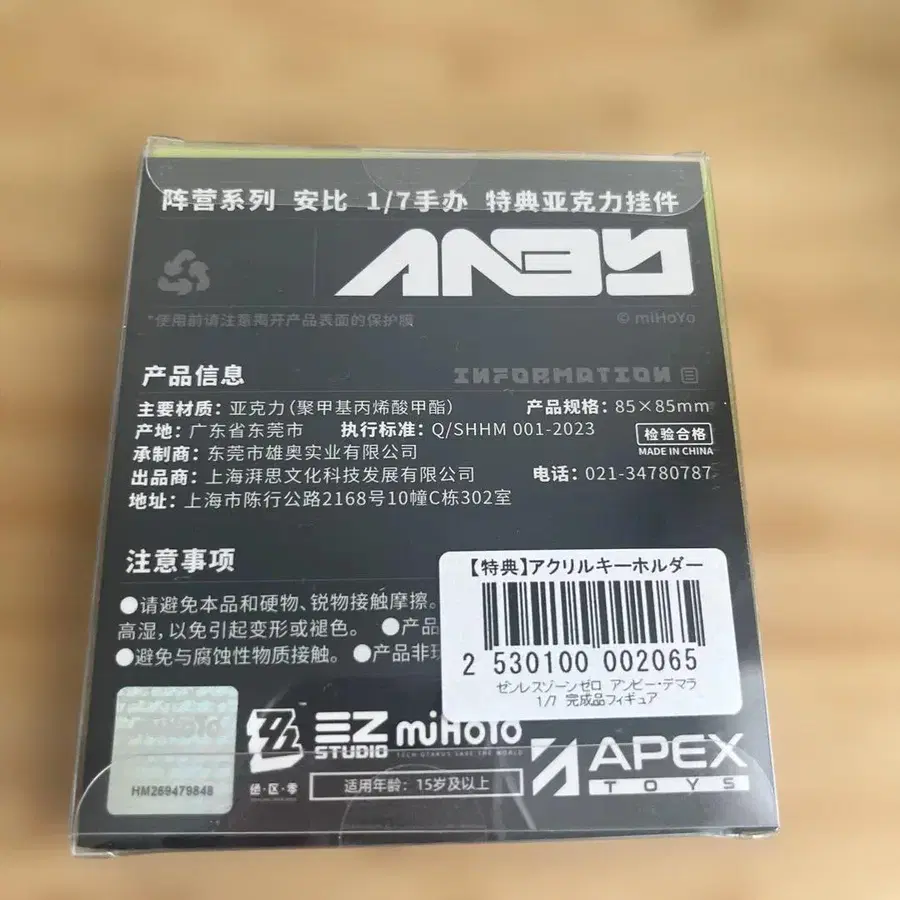 阵营系列 安比 1/7手办 特典亚克力挂件
ANBY
*使用前请注意离开产品表面的保护膜
© miHoYo
产品信息
INFORMATION
主要材质：亚克力（聚甲基丙烯酸甲酯）
产品规格：85×85mm
产地：广东省东莞市
执行标准：Q/SHHM 001-2023
检验合格
MADE IN CHINA
承制商：东莞市雄奥实业有限公司
出品商：上海湃思文化科技发展有限公司
电话：021-34780787
地址：上海市陈行公路2168号10幢C栋302室
注意事项
●请避免本品和硬物、锐物接触摩擦。
高湿，以免引起变形或褪色。 ●产品
●避免与腐蚀性物质接触。 ●产品非
【特典】アクリルキーホルダー
2 530100 002065
ゼンレスゾーンゼロ アンビー・デマラ
1/7 完成品フィギュア
HM269479848
绝·区·零
STUDIO
miHoYo
TECH OTAKUS SAVE THE WORLD
适用年龄：15岁及以上
APEX
TOYS